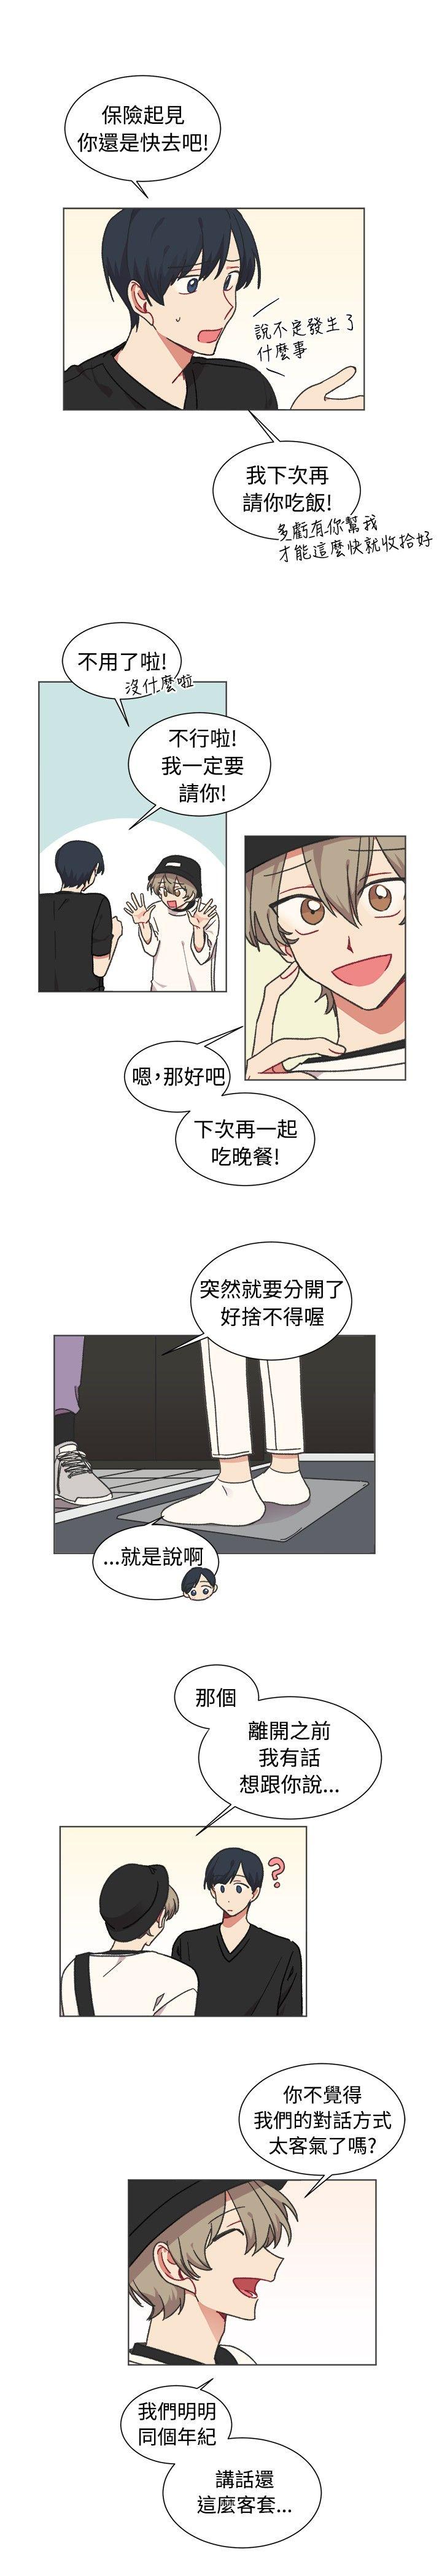 保險起見
你還是快去吧!
說不定發生了
什麼事
我下次再
請你吃飯!
多虧有你幫我
才能這麼快就收拾好
不用了啦!
沒什麼啦
不行啦!
我一定要
請你!
嗯,那好吧
下次再一起
吃晚餐!
突然就要分開了
好捨不得喔
...就是說啊
那個
離開之前
我有話
想跟你說...
?
你不覺得
我們的對話方式
太客氣了嗎?
我們明明
同個年紀
講話還
這麼客套...